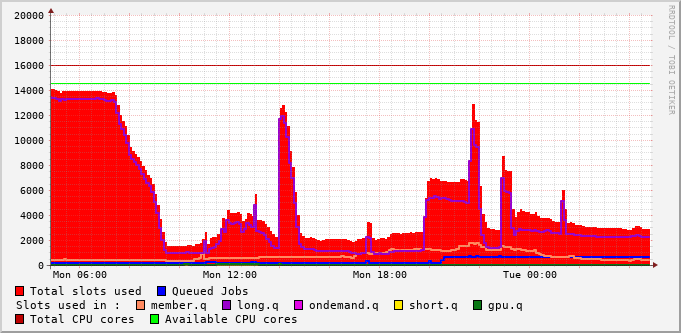 20000
18000
16000
14000
12000
10000
8000
6000
4000
2000
0
RRDTOOL / TOBI OETIKER
Mon 06:00 Mon 12:00 Mon 18:00 Tue 00:00
Total slots used Queued Jobs
Slots used in : member.q long.q ondemand.q short.q gpu.q
Total CPU cores Available CPU cores